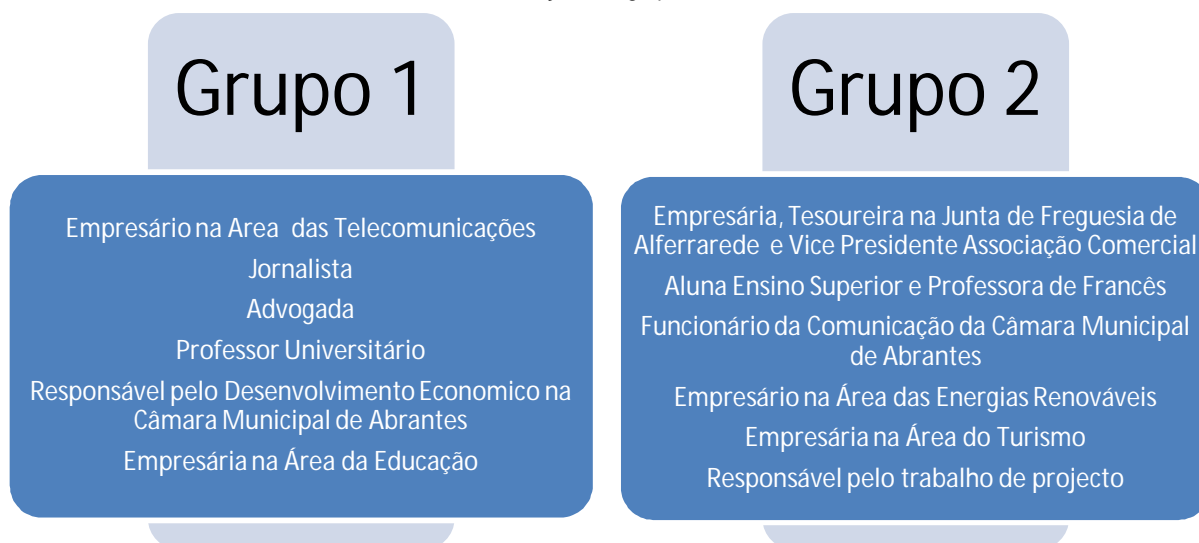 Grupo 1
Empresário na Area das Telecomunicações
Jornalista
Advogada
Professor Universitário
Responsável pelo Desenvolvimento Economico na
Câmara Municipal de Abrantes
Empresária na Área da Educação
Grupo 2
Empresária, Tesoureira na Junta de Freguesia de
Alferrarede e Vice Presidente Associação Comercial
Aluna Ensino Superior e Professora de Francês
Funcionário da Comunicação da Câmara Municipal
de Abrantes
Empresário na Área das Energias Renováveis
Empresária na Área do Turismo
Responsável pelo trabalho de projecto